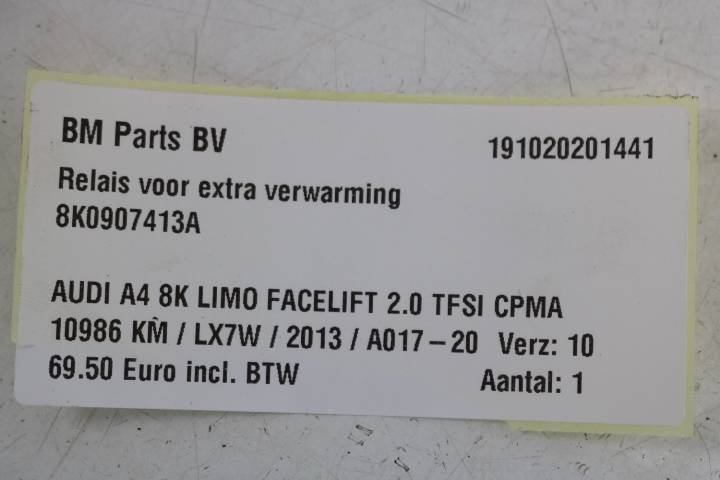 BM Parts BV 191020201441
Relais voor extra verwarming
8K0907413A
AUDI A4 8K LIMO FACELIFT 2.0 TFSI CPMA
10986 KM / LX7W / 2013 / A017-20 Verz: 10
69.50 Euro incl. BTW Aantal: 1